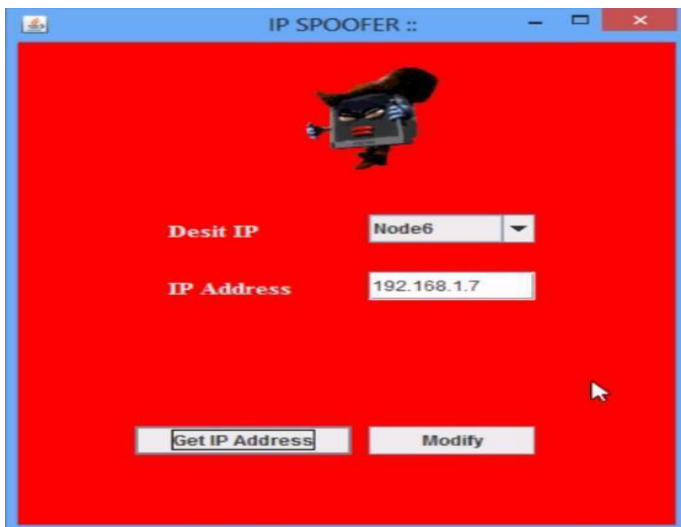 IP SPOOFER ::
Desit IP Node6
IP Address 192.168.1.7
Get IP Address Modify